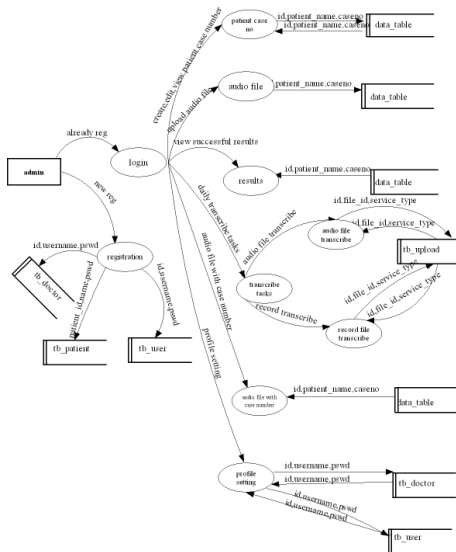 patient case
no
id,patient_name,caseno
id,patient_name,caseno
data_table
create,edit,view,patient,case number
audio file
id,patient_name,caseno
data_table
upload audio file
already reg
login
view successful results
admin
results
id,patient_name,caseno
data_table
new reg
daily transcribe tasks
audio file transcribe
audio file
transcribe
id,file_id,service_type
id,file_id,service_type
tb_upload
registration
id,username,pswd
tb_doctor
patient_id,name,pswd
id,username,pswd
transcribe
tasks
id,file_id,service_type
id,file_id,service_type
record transcribe
record file
transcribe
audio file with case number
tb_patient
tb_user
profile setting
audio file with
case number
id,patient_name,caseno
data_table
profile
setting
id,username,pswd
id,username,pswd
tb_doctor
id,username,pswd
id,username,pswd
tb_user